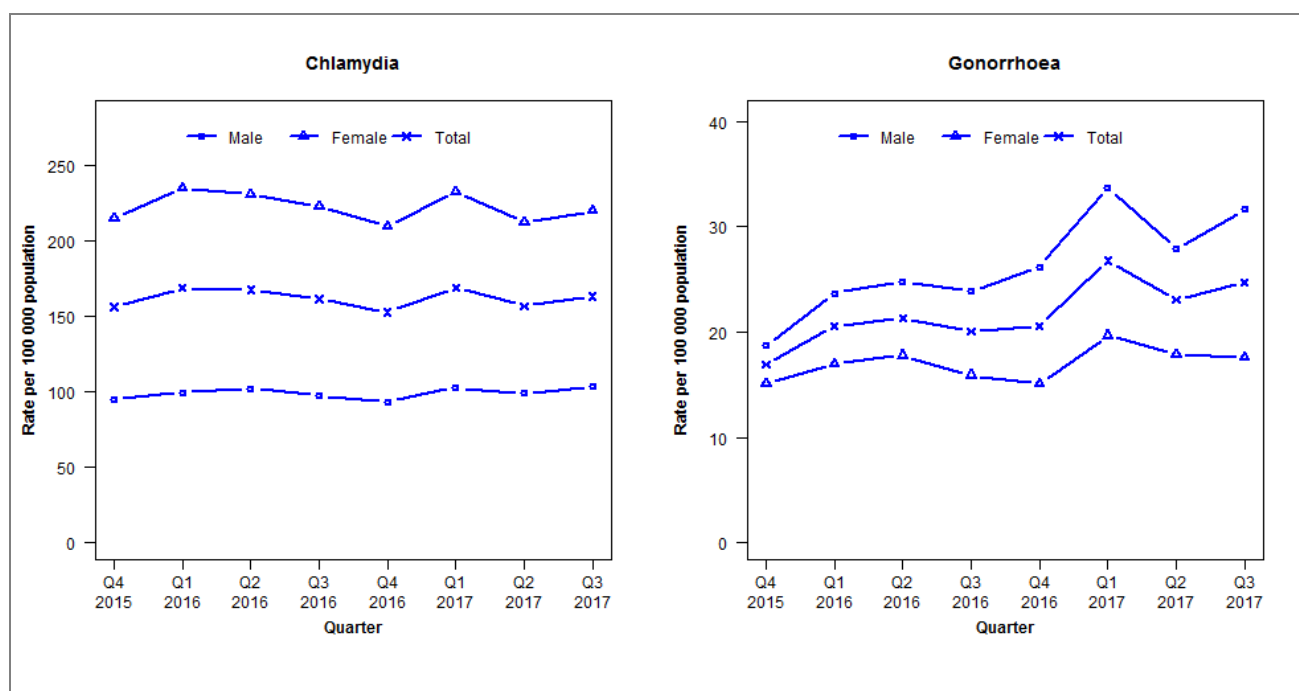 Chlamydia
Male Female Total
250
200
150
100
50
0
Rate per 100 000 population
Q4 Q1 Q2 Q3 Q4 Q1 Q2 Q3
2015 2016 2016 2016 2016 2017 2017 2017
Quarter
Gonorrhoea
Male Female Total
40
30
20
10
0
Rate per 100 000 population
Q4 Q1 Q2 Q3 Q4 Q1 Q2 Q3
2015 2016 2016 2016 2016 2017 2017 2017
Quarter